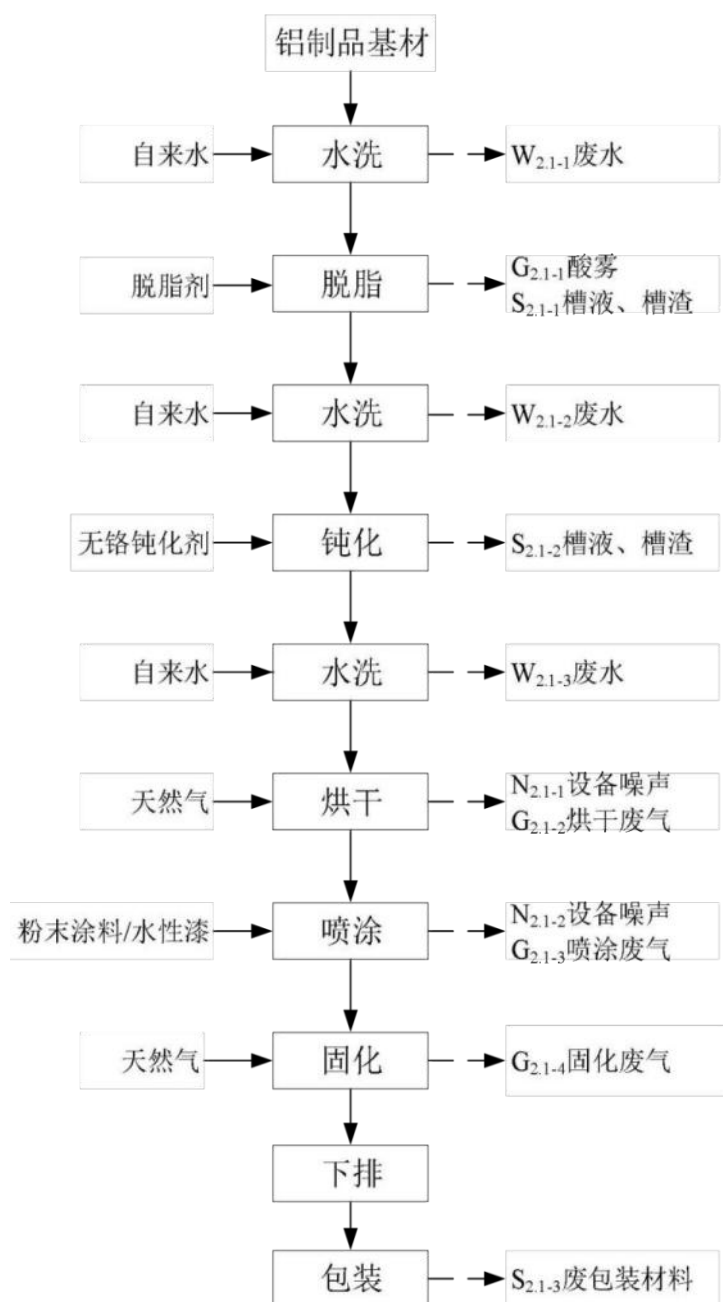 铝制品基材
自来水
水洗
W2.1-1废水
脱脂剂
脱脂
G2.1-1酸雾
S2.1-1槽液、槽渣
自来水
水洗
W2.1-2废水
无铬钝化剂
钝化
S2.1-2槽液、槽渣
自来水
水洗
W2.1-3废水
天然气
烘干
N2.1-1设备噪声
G2.1-2烘干废气
粉末涂料/水性漆
喷涂
N2.1-2设备噪声
G2.1-3喷涂废气
天然气
固化
G2.1-4固化废气
下排
包装
S2.1-3废包装材料